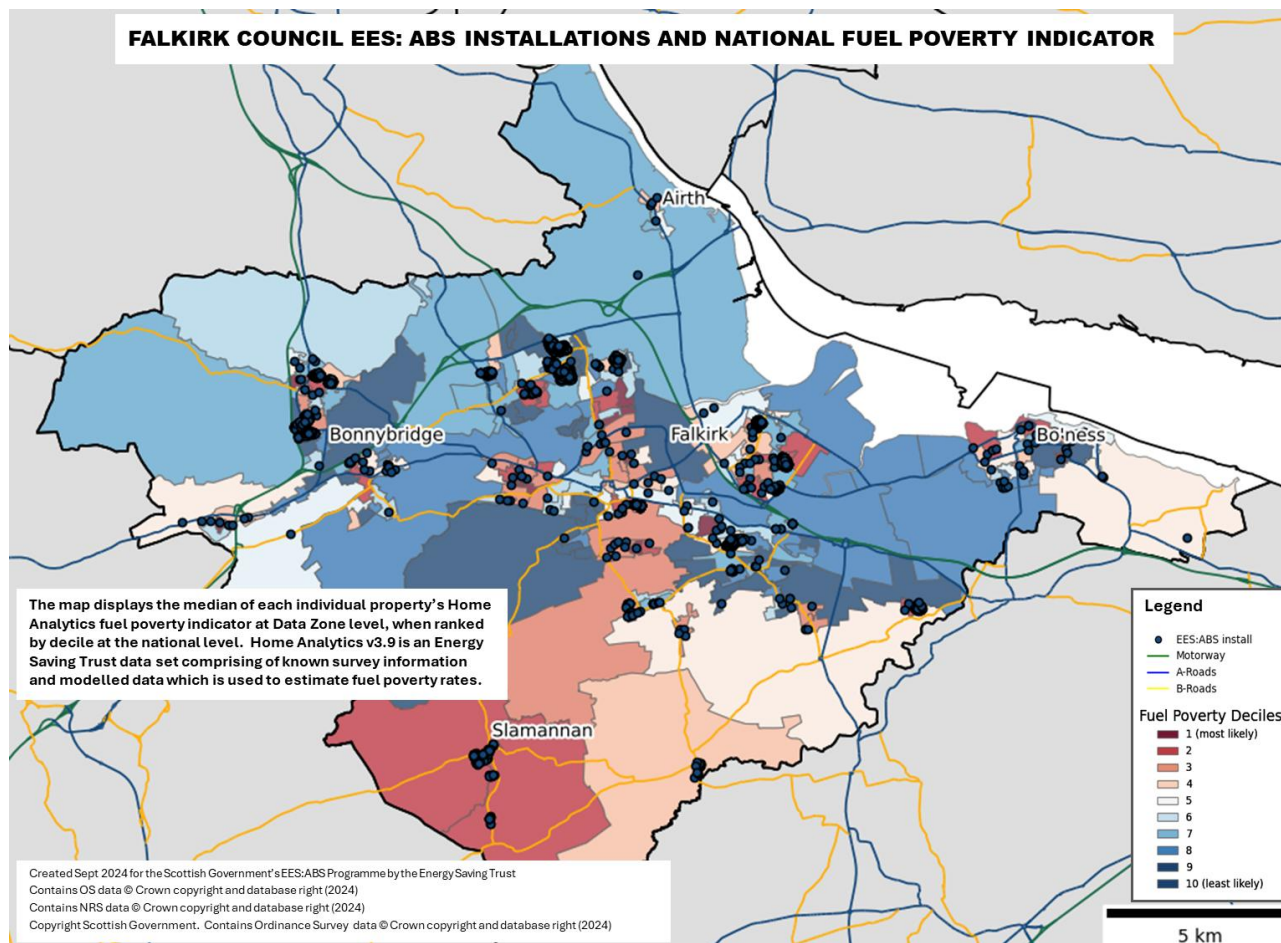 FALKIRK COUNCIL EES: ABS INSTALLATIONS AND NATIONAL FUEL POVERTY INDICATOR
Airth
Bonnybridge
Falkirk
Bo'ness
The map displays the median of each individual property's Home
Analytics fuel poverty indicator at Data Zone level, when ranked
by decile at the national level. Home Analytics v3.9 is an Energy
Saving Trust data set comprising of known survey information
and modelled data which is used to estimate fuel poverty rates.
Slamannan
Legend
EES:ABS install
Motorway
A-Roads
B-Roads
Fuel Poverty Deciles
1 (most likely)
2
3
4
5
6
7
8
9
10 (least likely)
Created Sept 2024 for the Scottish Government's EES:ABS Programme by the Energy Saving Trust
Contains OS data © Crown copyright and database right (2024)
Contains NRS data © Crown copyright and database right (2024)
Copyright Scottish Government. Contains Ordinance Survey data © Crown copyright and database right (2024)
5 km